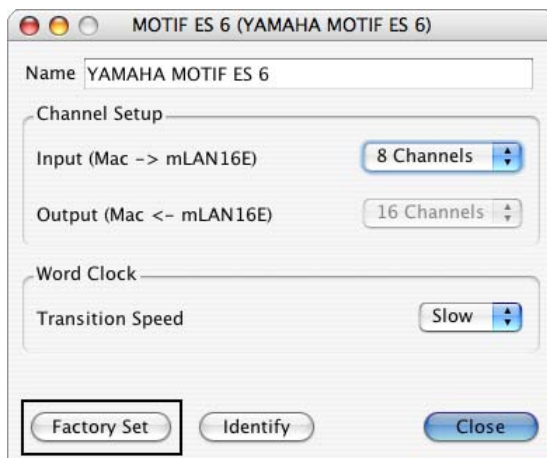 MOTIF ES 6 (YAMAHA MOTIF ES 6)
Name YAMAHA MOTIF ES 6
Channel Setup
Input (Mac -> mLAN16E) 8 Channels
Output (Mac <- mLAN16E) 16 Channels
Word Clock
Transition Speed Slow
Factory Set Identify Close